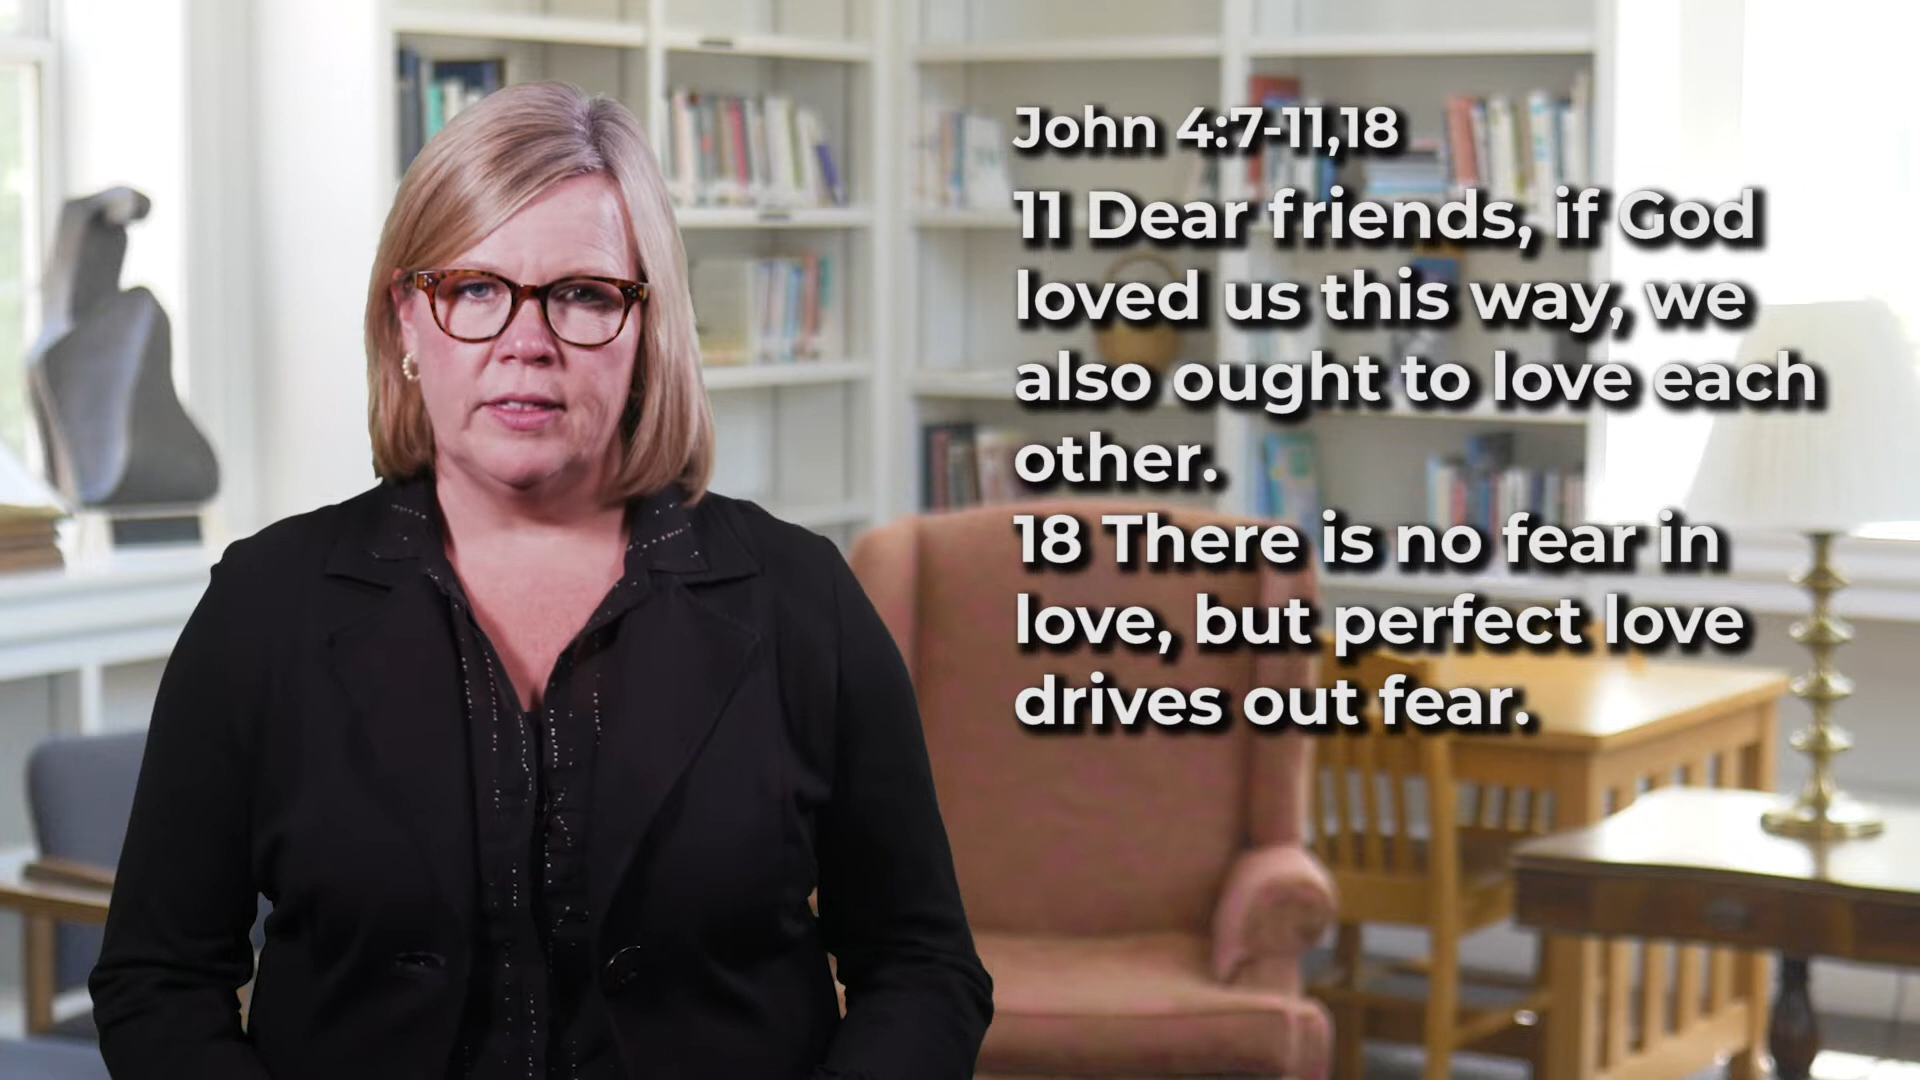 John 4:7-11,18
11 Dear friends, if God
loved us this way, we
also ought to love each
other.
18 There is no fear in
love, but perfect love
drives out fear.